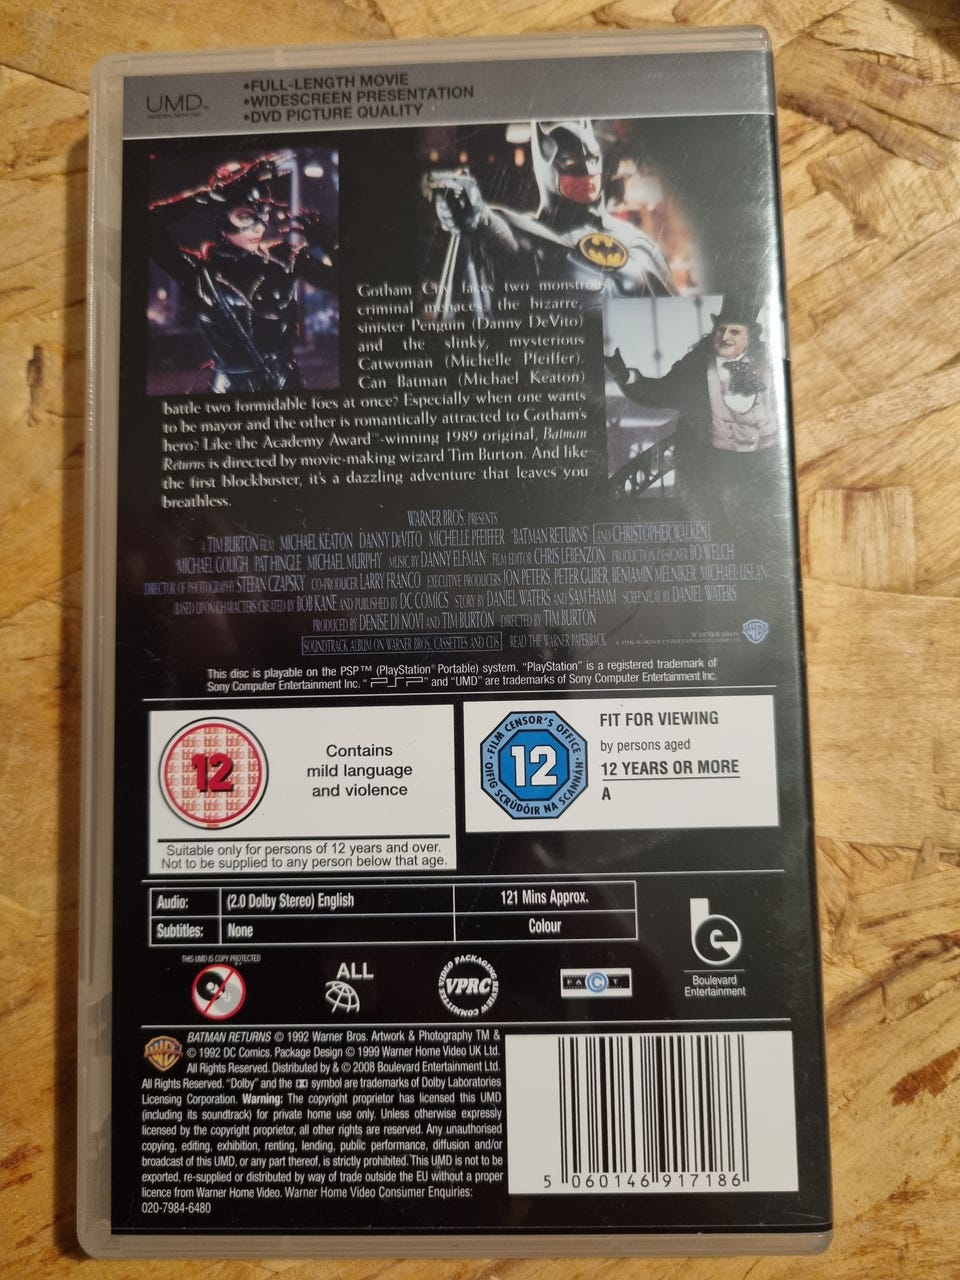 UMD™
•FULL-LENGTH MOVIE
•WIDESCREEN PRESENTATION
•DVD PICTURE QUALITY
Gotham City faces two monstrous
criminal menaces: the bizarre,
sinister Penguin (Danny DeVito)
and the slinky, mysterious
Catwoman (Michelle Pfeiffer).
Can Batman (Michael Keaton)
battle two formidable foes at once? Especially when one wants
to be mayor and the other is romantically attracted to Gotham's
hero? Like the Academy Award™-winning 1989 original, Batman
Returns is directed by movie-making wizard Tim Burton. And like
the first blockbuster, it's a dazzling adventure that leaves you
breathless.
WARNER BROS. PRESENTS
A TIM BURTON FILM MICHAEL KEATON DANNY DeVITO MICHELLE PFEIFFER 'BATMAN RETURNS' AND CHRISTOPHER WALKEN
MICHAEL GOUGH PAT HINGLE MICHAEL MURPHY MUSIC BY DANNY ELFMAN FILM EDITOR CHRIS LEBENZON PRODUCTION DESIGNER BO WELCH
DIRECTOR OF PHOTOGRAPHY STEFAN CZAPSKY CO-PRODUCER LARRY FRANCO EXECUTIVE PRODUCERS JON PETERS PETER GUBER BENJAMIN MELNIKER MICHAEL USLAN
BASED UPON CHARACTERS CREATED BY BOB KANE AND PUBLISHED BY DC COMICS STORY BY DANIEL WATERS AND SAM HAMM SCREENPLAY BY DANIEL WATERS
PRODUCED BY DENISE DI NOVI AND TIM BURTON DIRECTED BY TIM BURTON
SOUNDTRACK ALBUM ON WARNER BROS. CASSETTES AND CDS READ THE WARNER PAPERBACK
WARNER BROS.
A TIME WARNER ENTERTAINMENT COMPANY
This disc is playable on the PSP™ (PlayStation® Portable) system. "PlayStation" is a registered trademark of
Sony Computer Entertainment Inc. "PSP" and "UMD" are trademarks of Sony Computer Entertainment Inc.
12
Contains
mild language
and violence
Suitable only for persons of 12 years and over.
Not to be supplied to any person below that age.
FILM CENSOR'S OFFICE
12
OIFIG SCRÚDÓIR NA SCANNÁN
FIT FOR VIEWING
by persons aged
12 YEARS OR MORE
A
Audio: (2.0 Dolby Stereo) English 121 Mins Approx.
Subtitles: None Colour
Boulevard
Entertainment
THIS UMD IS COPY PROTECTED
ALL
VIDEO PACKAGING REVIEW COMMITTEE
VPRC
FACT
BATMAN RETURNS © 1992 Warner Bros. Artwork & Photography TM &
© 1992 DC Comics. Package Design © 1999 Warner Home Video UK Ltd.
All Rights Reserved. Distributed by & © 2008 Boulevard Entertainment Ltd.
All Rights Reserved. "Dolby" and the symbol are trademarks of Dolby Laboratories
Licensing Corporation. Warning: The copyright proprietor has licensed this UMD
(including its soundtrack) for private home use only. Unless otherwise expressly
licensed by the copyright proprietor, all other rights are reserved. Any unauthorised
copying, editing, exhibition, renting, lending, public performance, diffusion and/or
broadcast of this UMD, or any part thereof, is strictly prohibited. This UMD is not to be
exported, re-supplied or distributed by way of trade outside the EU without a proper
licence from Warner Home Video. Warner Home Video Consumer Enquiries:
020-7984-6480
5 060146 917186